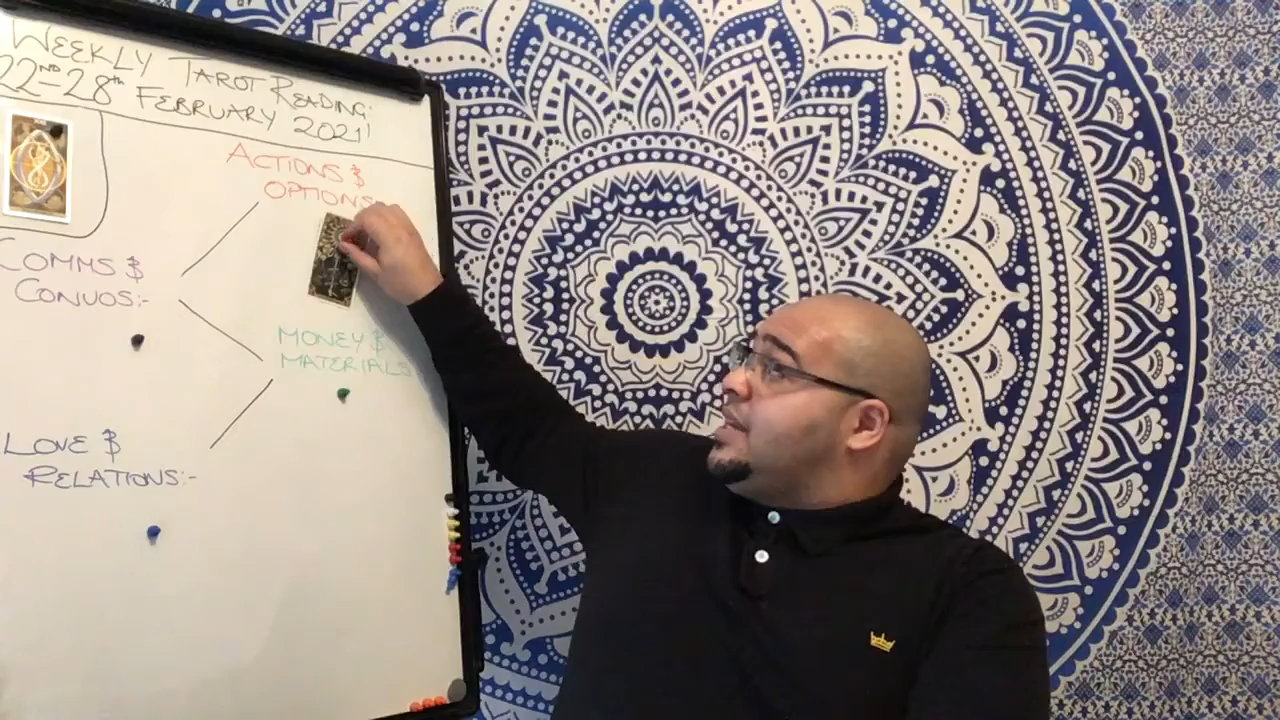 WEEKLY TAROT READING:
22ND-28TH FEBRUARY 2021!
ACTIONS &
OPTIONS
COMMS &
CONVOS:-
MONEY &
MATERIALS
LOVE &
RELATIONS:-